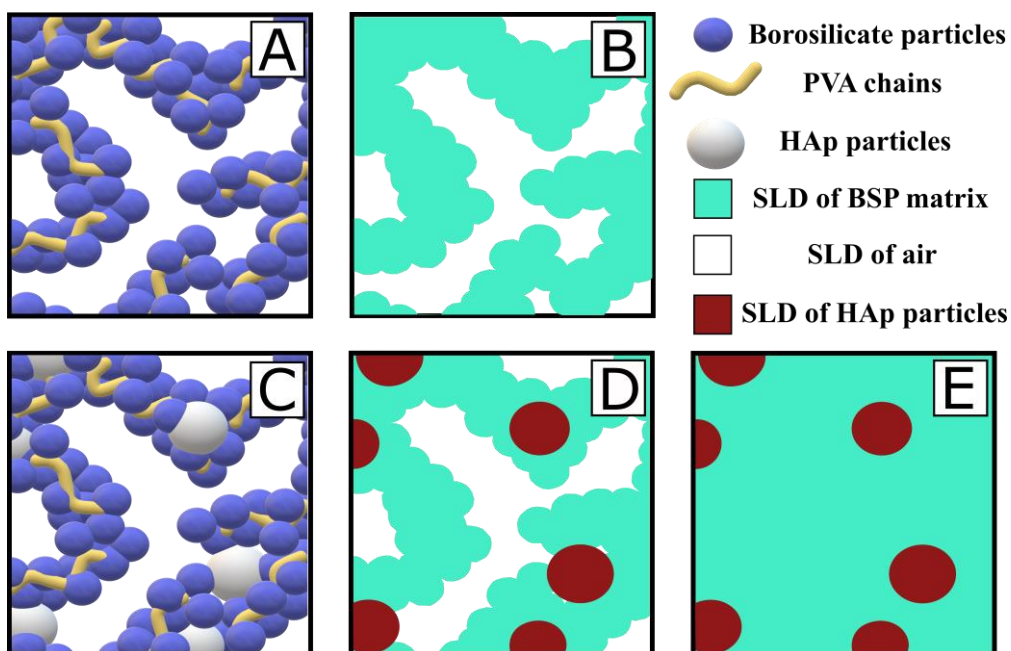 A
B
Borosilicate particles
PVA chains
HAp particles
SLD of BSP matrix
SLD of air
SLD of HAp particles
C
D
E